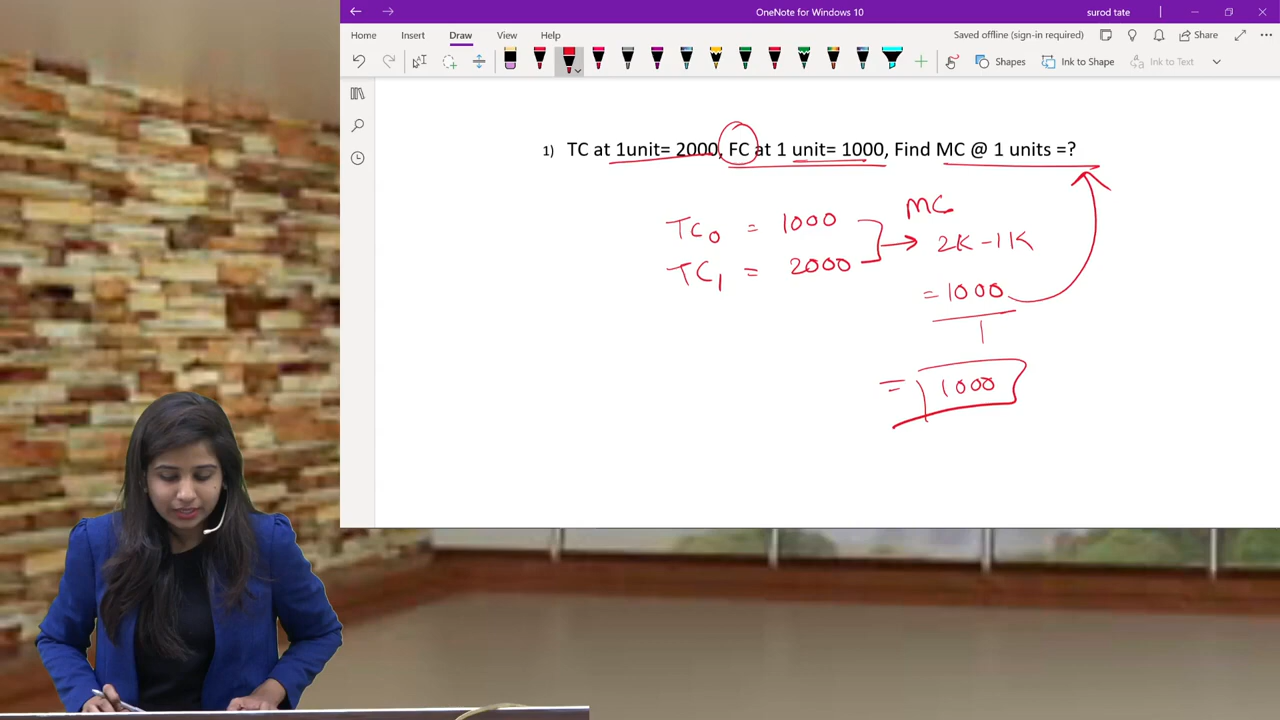 OneNote for Windows 10
surod tate
File
Home
Insert
Draw
View
Help
Saved offline (sign-in required)
Share
Shapes
Ink to Shape
Ink to Text
1) TC at 1unit= 2000, FC at 1 unit= 1000, Find MC @ 1 units =?
TC0 = 1000
TC1 = 2000
MC
2K - 1K
= 1000
1
= 1000